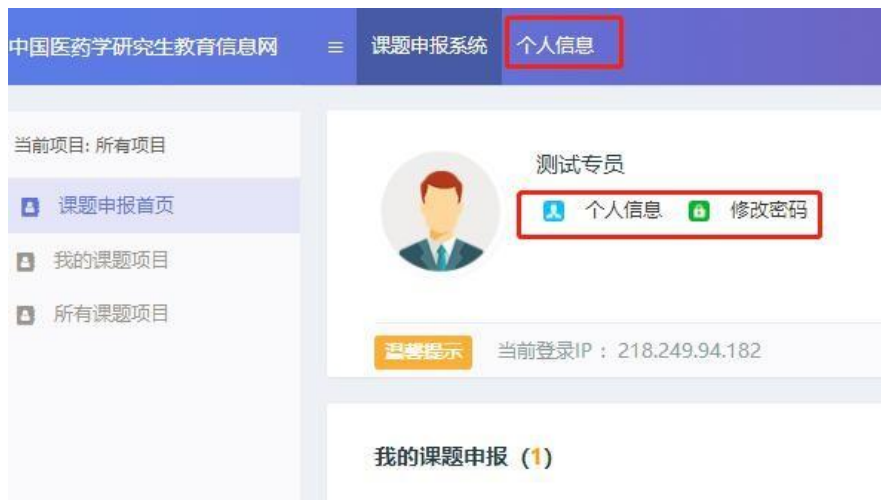 中国医药学研究生教育信息网 ≡ 课题申报系统 个人信息
当前项目: 所有项目
课题申报首页
我的课题项目
所有课题项目
测试专员
个人信息 修改密码
温馨提示 当前登录IP : 218.249.94.182
我的课题申报 (1)